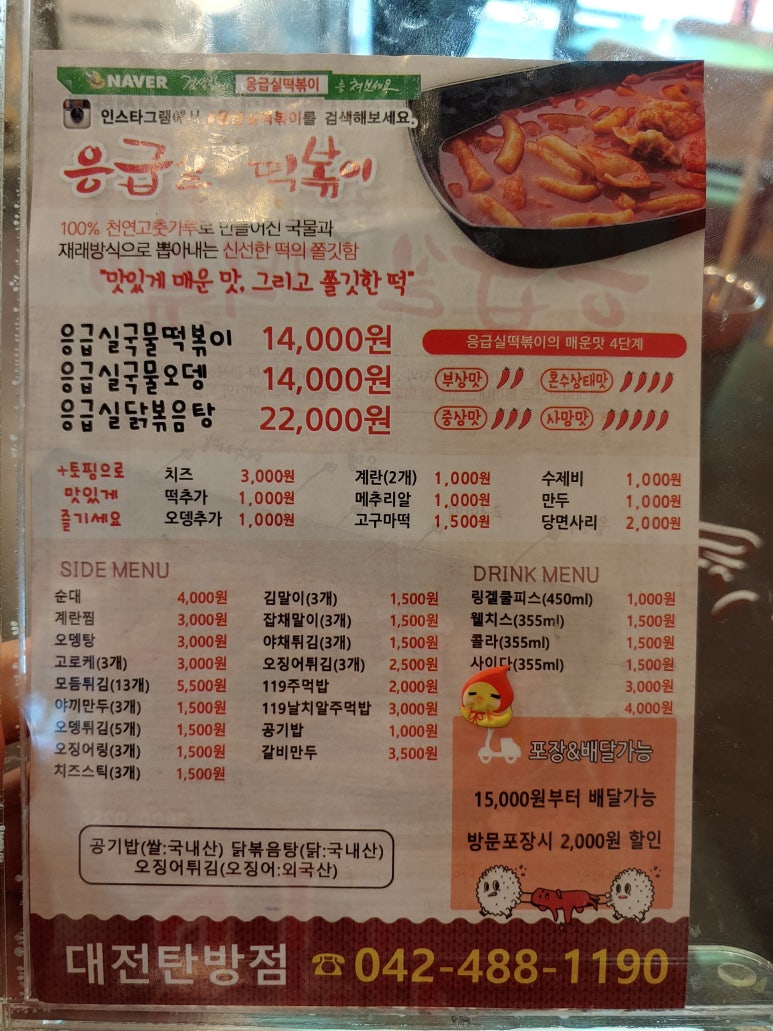 NAVER 검색창에 응급실떡볶이 를 쳐보세요
인스타그램에서 응급실떡볶이를 검색해보세요.
응급실 떡볶이
100% 천연고춧가루로 만들어진 국물과
재래방식으로 뽑아내는 신선한 떡의 쫄깃함
"맛있게 매운 맛, 그리고 쫄깃한 떡"
응급실국물떡볶이 14,000원
응급실국물오뎅 14,000원
응급실닭볶음탕 22,000원
응급실떡볶이의 매운맛 4단계
부상맛 혼수상태맛
중상맛 사망맛
+토핑으로
맛있게
즐기세요
치즈 3,000원 계란(2개) 1,000원 수제비 1,000원
떡추가 1,000원 메추리알 1,000원 만두 1,000원
오뎅추가 1,000원 고구마떡 1,500원 당면사리 2,000원
SIDE MENU
순대 4,000원
계란찜 3,000원
오뎅탕 3,000원
고로케(3개) 3,000원
모듬튀김(13개) 5,500원
야끼만두(3개) 1,500원
오뎅튀김(5개) 1,500원
오징어링(3개) 1,500원
치즈스틱(3개) 1,500원
김말이(3개) 1,500원
잡채말이(3개) 1,500원
야채튀김(3개) 1,500원
오징어튀김(3개) 2,500원
119주먹밥 2,000원
119날치알주먹밥 3,000원
공기밥 1,000원
갈비만두 3,500원
DRINK MENU
링겔쿨피스(450ml) 1,000원
웰치스(355ml) 1,500원
콜라(355ml) 1,500원
사이다(355ml) 1,500원
3,000원
4,000원
포장&배달가능
15,000원부터 배달가능
방문포장시 2,000원 할인
공기밥(쌀:국내산) 닭볶음탕(닭:국내산)
오징어튀김(오징어:외국산)
대전탄방점 ☎042-488-1190